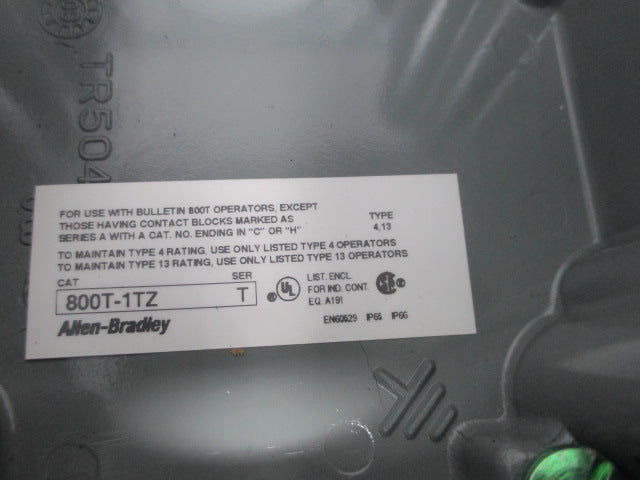 TR504
FOR USE WITH BULLETIN 800T OPERATORS, EXCEPT
THOSE HAVING CONTACT BLOCKS MARKED AS
SERIES A WITH A CAT. NO. ENDING IN "C" OR "H"
TYPE
4,13
TO MAINTAIN TYPE 4 RATING, USE ONLY LISTED TYPE 4 OPERATORS
TO MAINTAIN TYPE 13 RATING, USE ONLY LISTED TYPE 13 OPERATORS
CAT SER
800T-1TZ T
Allen-Bradley
UL
LIST. ENCL.
FOR IND. CONT.
EQ. A191
EN60529 IP65 IP66